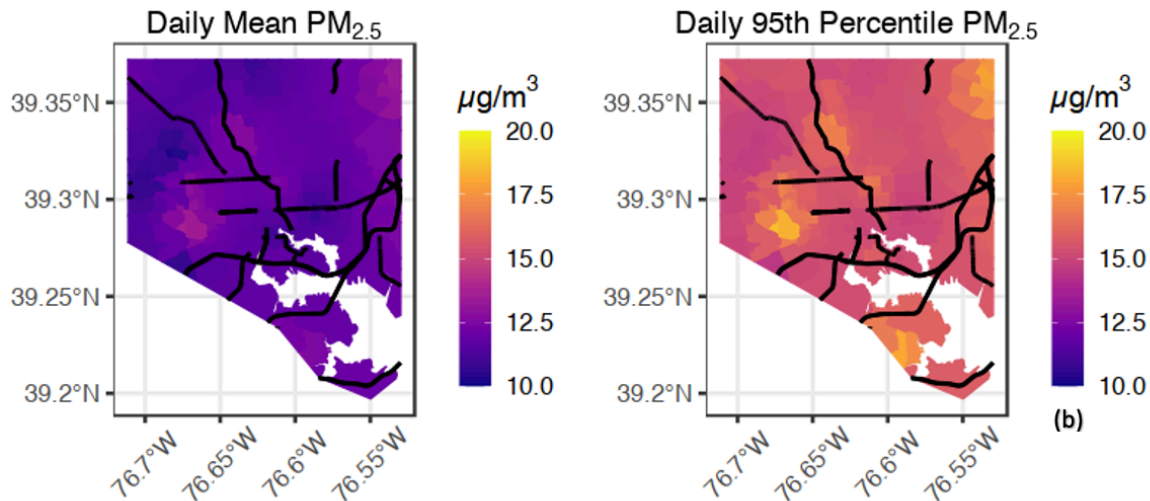 Daily Mean PM2.5
Daily 95th Percentile PM2.5
39.35°N
39.3°N
39.25°N
39.2°N
76.7°W
76.65°W
76.6°W
76.55°W
µg/m³
20.0
17.5
15.0
12.5
10.0
39.35°N
39.3°N
39.25°N
39.2°N
76.7°W
76.65°W
76.6°W
76.55°W
µg/m³
20.0
17.5
15.0
12.5
10.0
(b)